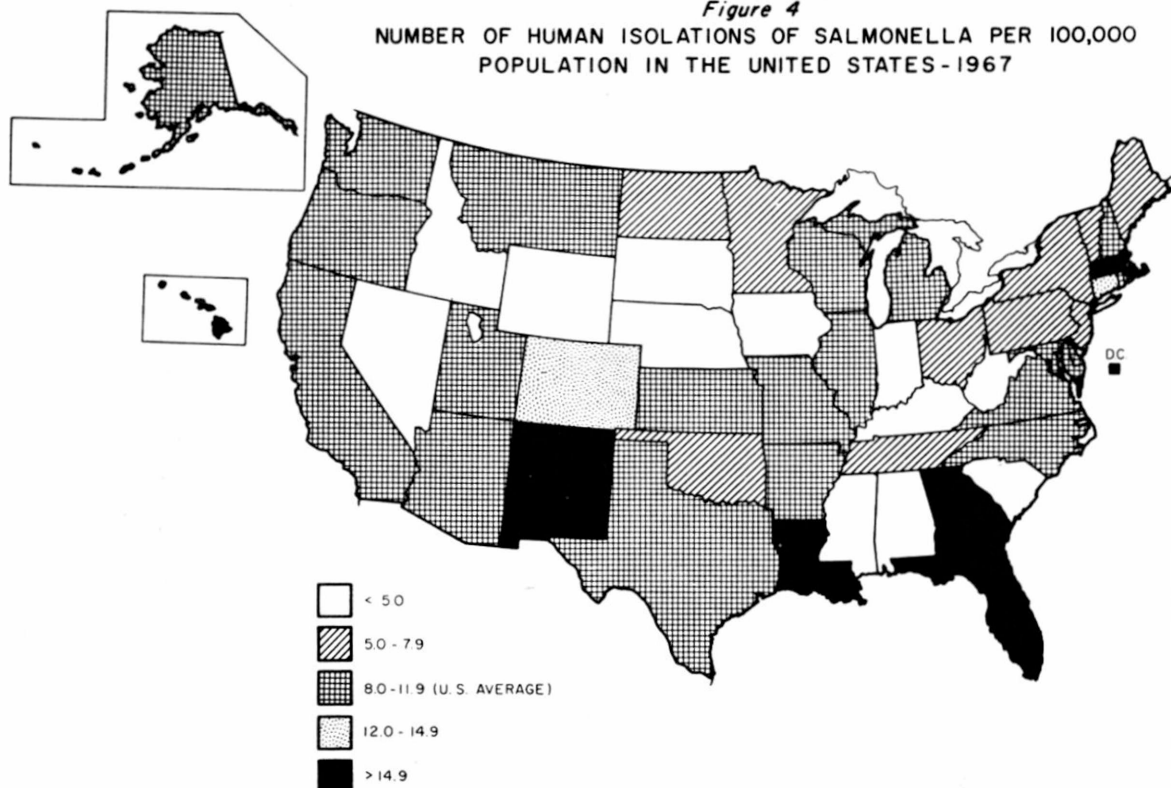 Figure 4
NUMBER OF HUMAN ISOLATIONS OF SALMONELLA PER 100,000
POPULATION IN THE UNITED STATES - 1967
DC
< 5.0
5.0 - 7.9
8.0 - 11.9 (U.S. AVERAGE)
12.0 - 14.9
> 14.9